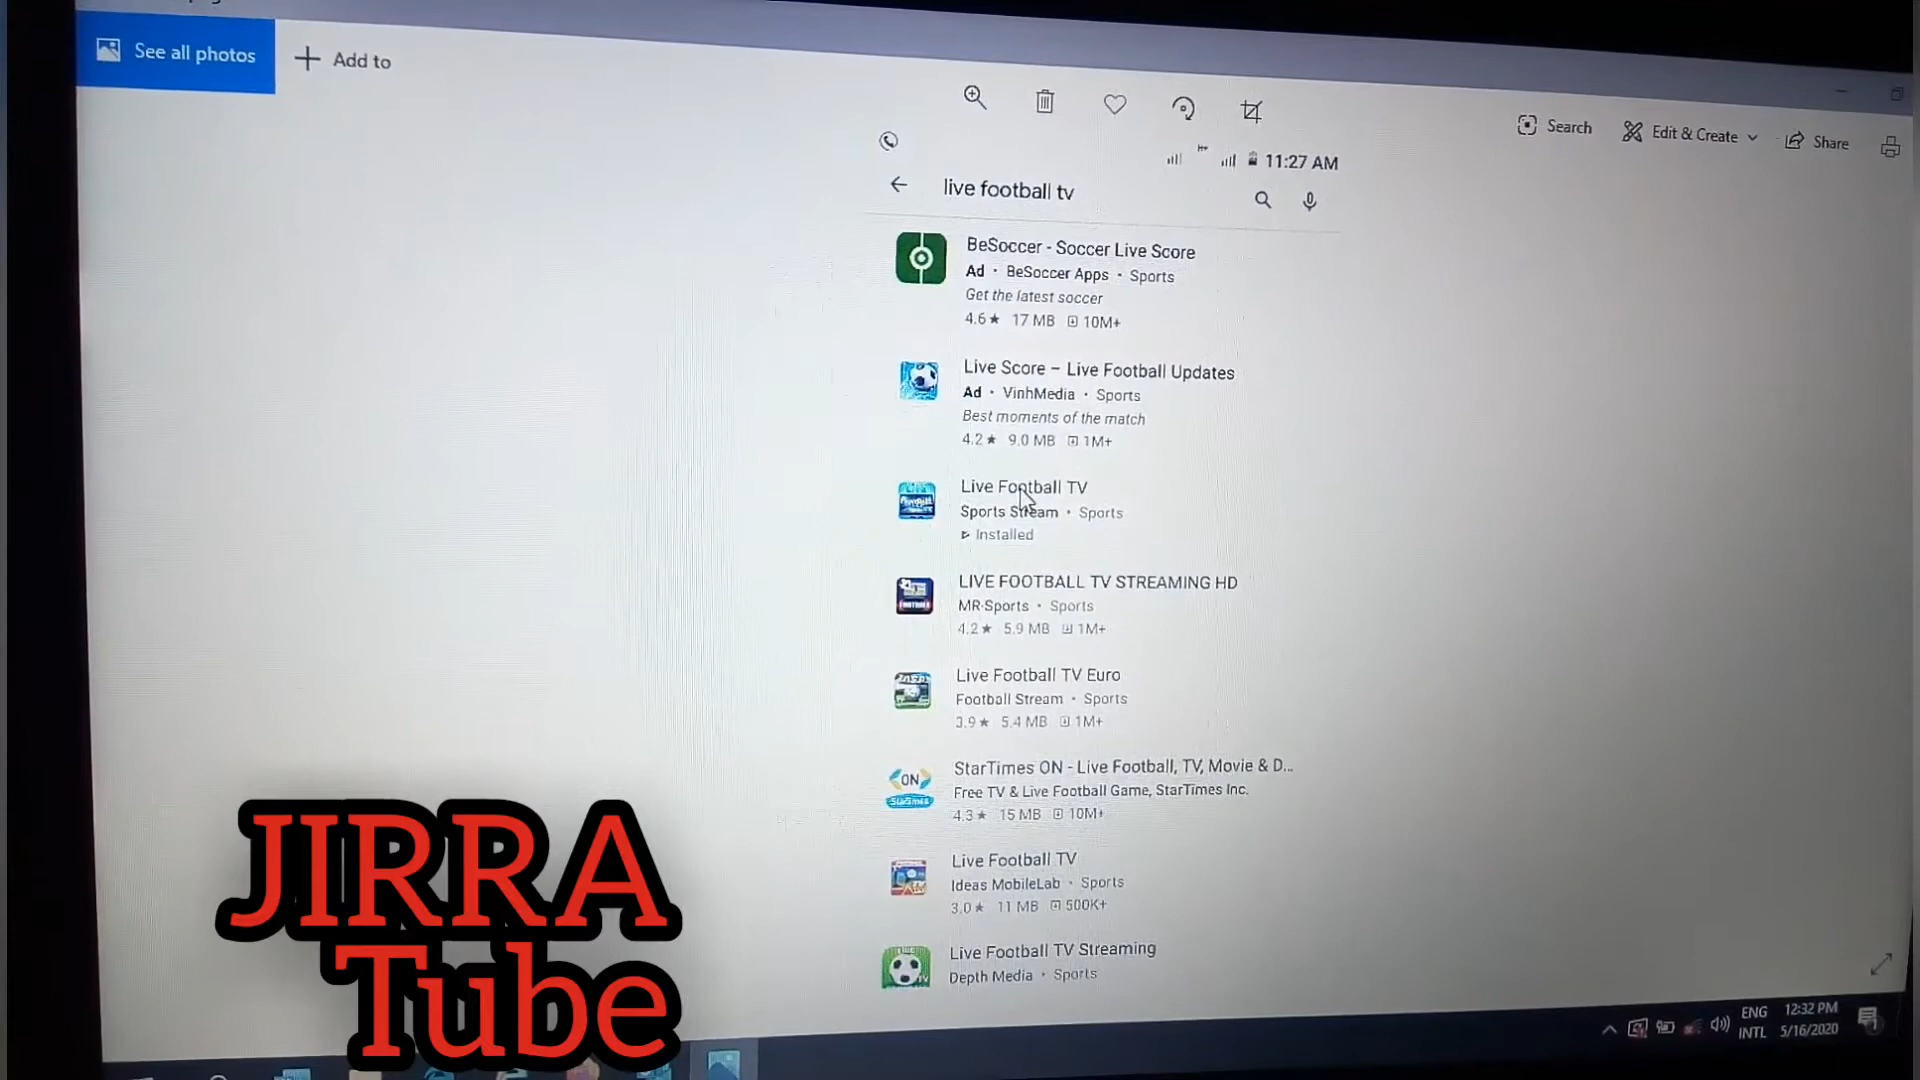 See all photos
Add to
Search
Edit & Create
Share
11:27 AM
live football tv
BeSoccer - Soccer Live Score
Ad · BeSoccer Apps · Sports
Get the latest soccer
4.6★ 17 MB 10M+
Live Score – Live Football Updates
Ad · VinhMedia · Sports
Best moments of the match
4.2★ 9.0 MB 1M+
Live Football TV
Sports Stream · Sports
Installed
LIVE FOOTBALL TV STREAMING HD
MR·Sports · Sports
4.2★ 5.9 MB 1M+
Live Football TV Euro
Football Stream · Sports
3.9★ 5.4 MB 1M+
ON
StarTimes
StarTimes ON - Live Football, TV, Movie & D...
Free TV & Live Football Game, StarTimes Inc.
4.3★ 15 MB 10M+
Live Football TV
Ideas MobileLab · Sports
3.0★ 11 MB 500K+
Live Football TV Streaming
Depth Media · Sports
JIRRA
Tube
ENG
INTL
12:32 PM
5/16/2020